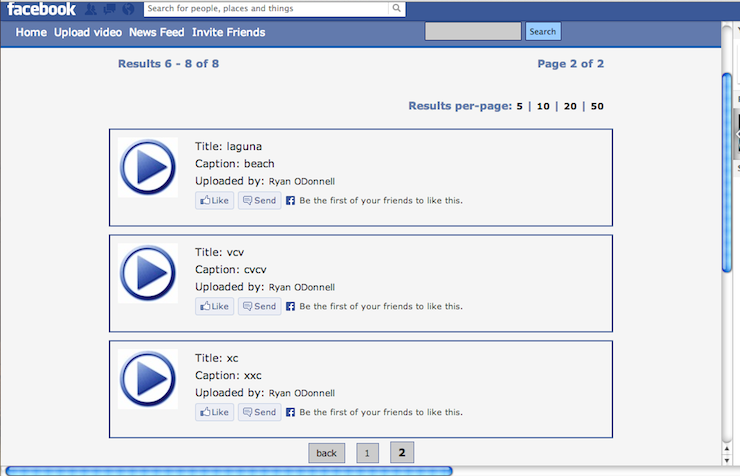 facebook Search for people, places and things
Home Upload video News Feed Invite Friends Search
Results 6 - 8 of 8 Page 2 of 2
Results per-page: 5 | 10 | 20 | 50
Title: laguna
Caption: beach
Uploaded by: Ryan ODonnell
Like Send Be the first of your friends to like this.
Title: vcv
Caption: cvcv
Uploaded by: Ryan ODonnell
Like Send Be the first of your friends to like this.
Title: xc
Caption: xxc
Uploaded by: Ryan ODonnell
Like Send Be the first of your friends to like this.
back 1 2